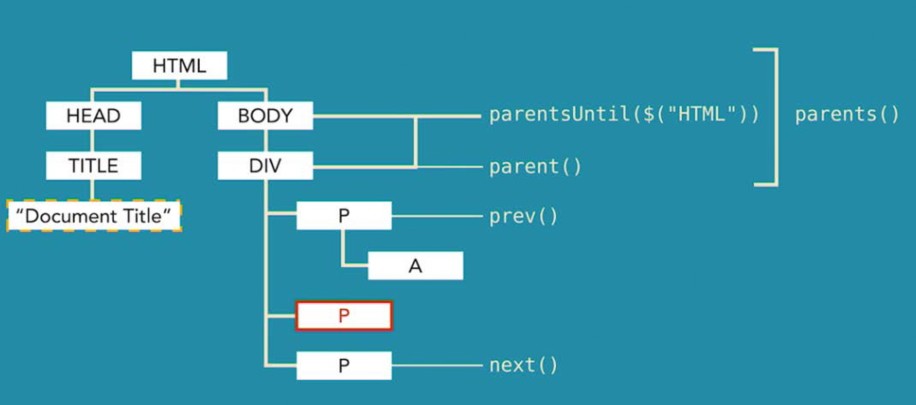 HTML
HEAD
BODY
parentsUntil($("HTML"))
parents()
TITLE
DIV
parent()
“Document Title”
P
prev()
A
P
P
next()